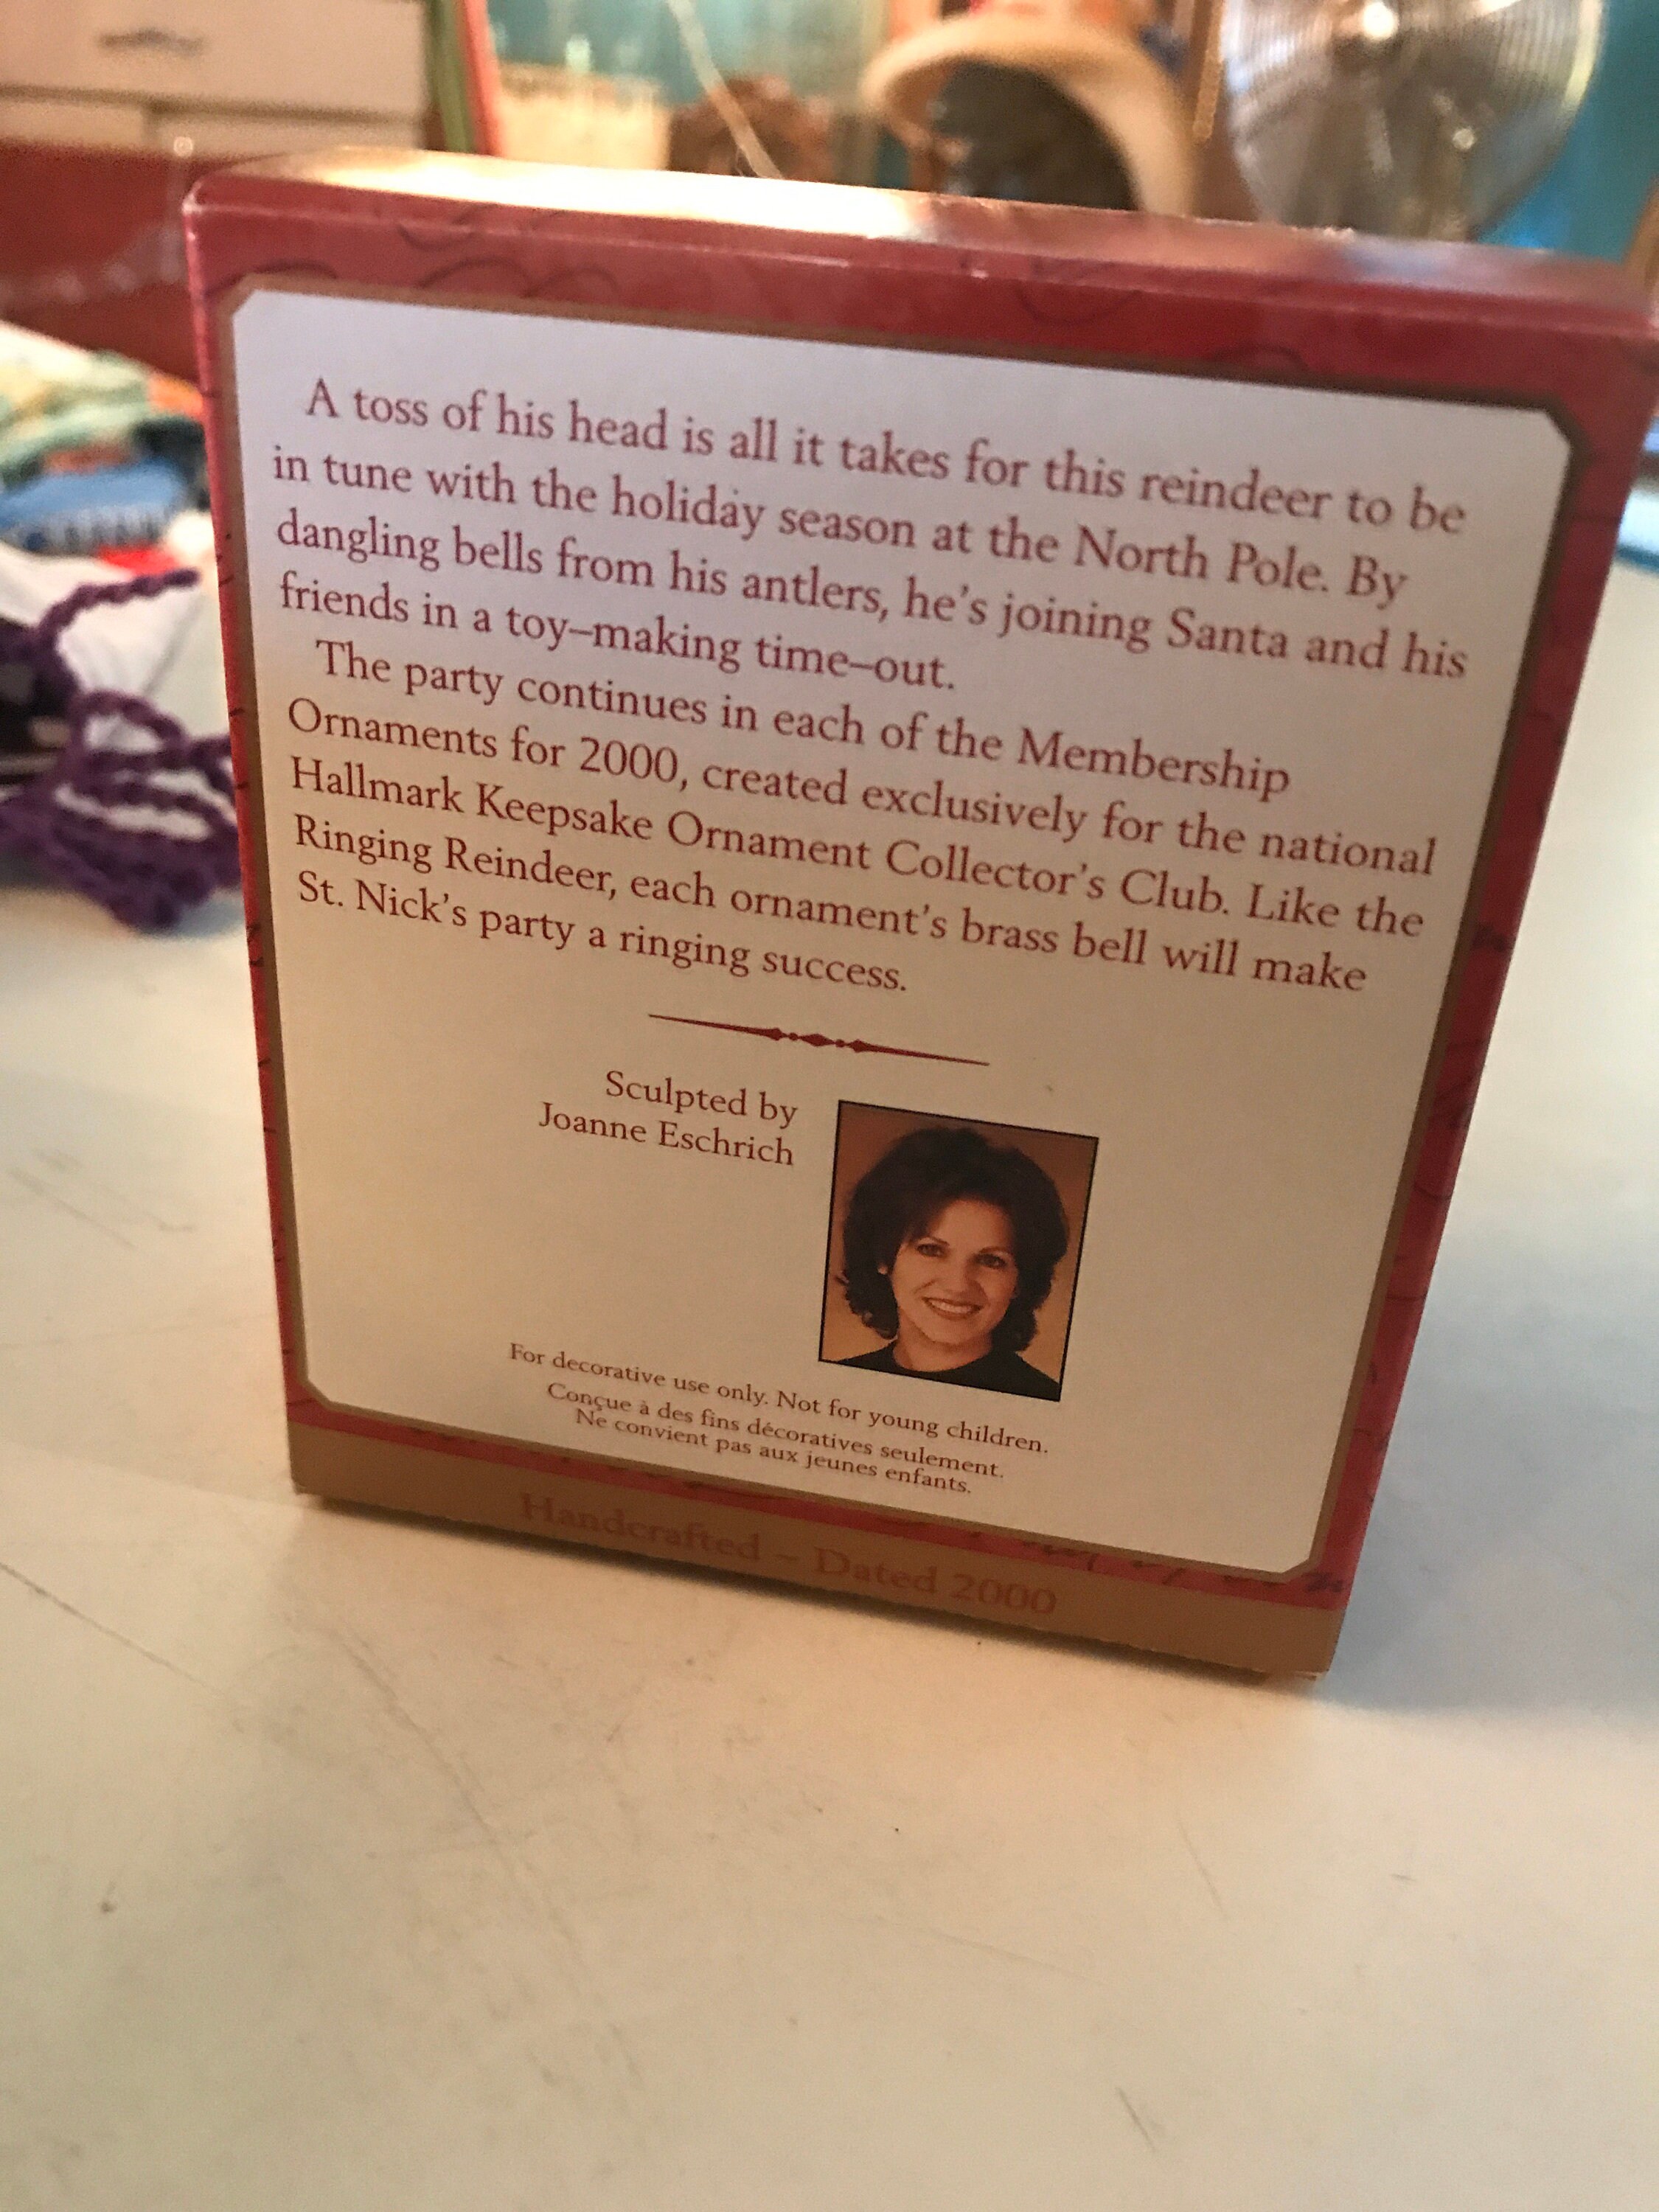 A toss of his head is all it takes for this reindeer to be
in tune with the holiday season at the North Pole. By
dangling bells from his antlers, he's joining Santa and his
friends in a toy–making time–out.
The party continues in each of the Membership
Ornaments for 2000, created exclusively for the national
Hallmark Keepsake Ornament Collector's Club. Like the
Ringing Reindeer, each ornament's brass bell will make
St. Nick's party a ringing success.
Sculpted by
Joanne Eschrich
For decorative use only. Not for young children.
Conçue à des fins décoratives seulement.
Ne convient pas aux jeunes enfants.
Handcrafted – Dated 2000